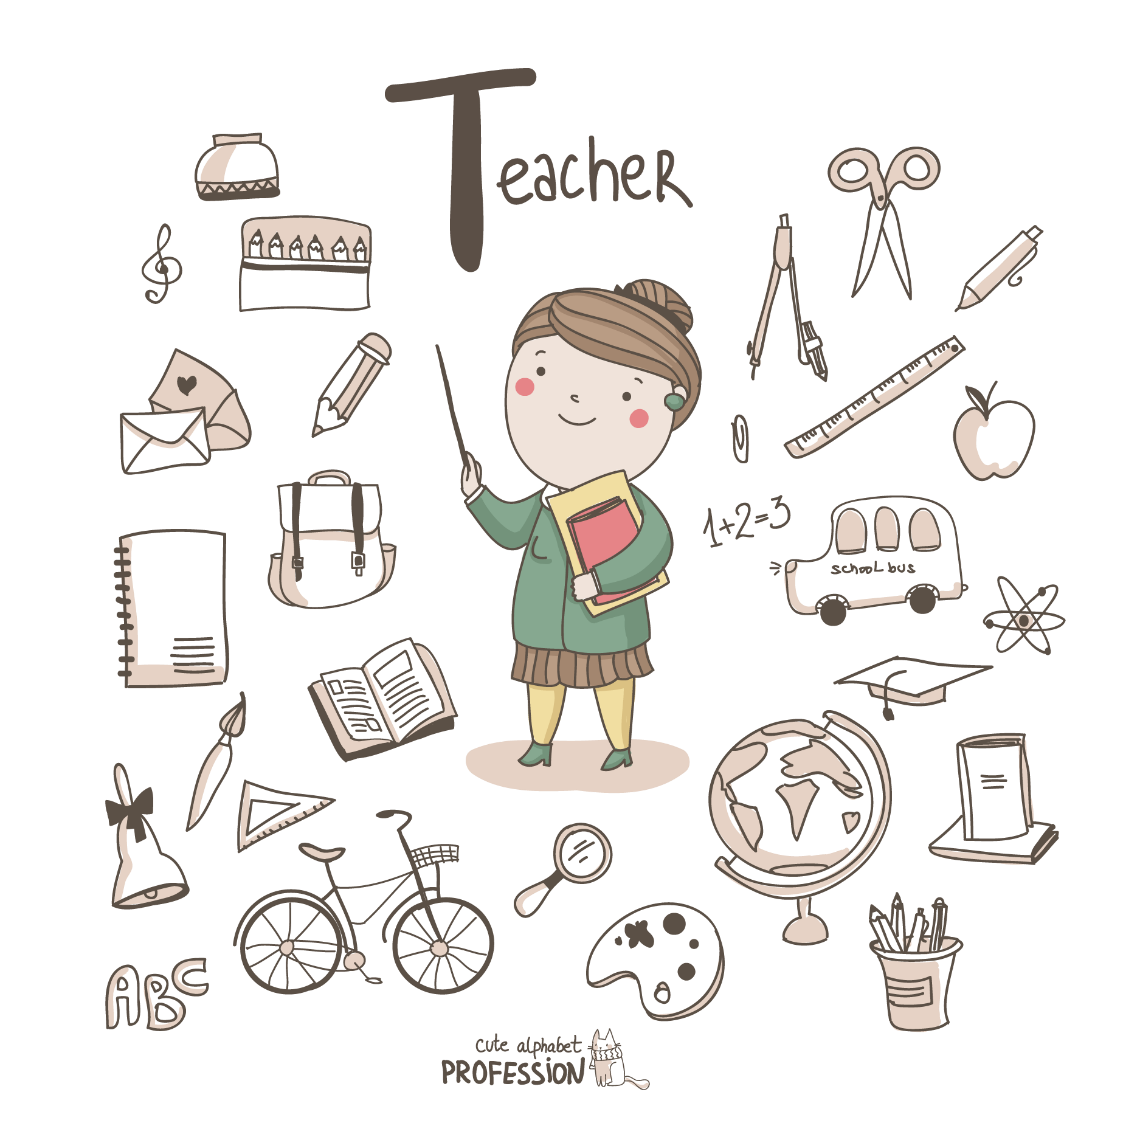 Teacher
1+2=3
school bus
ABC
cute alphabet
PROFESSION